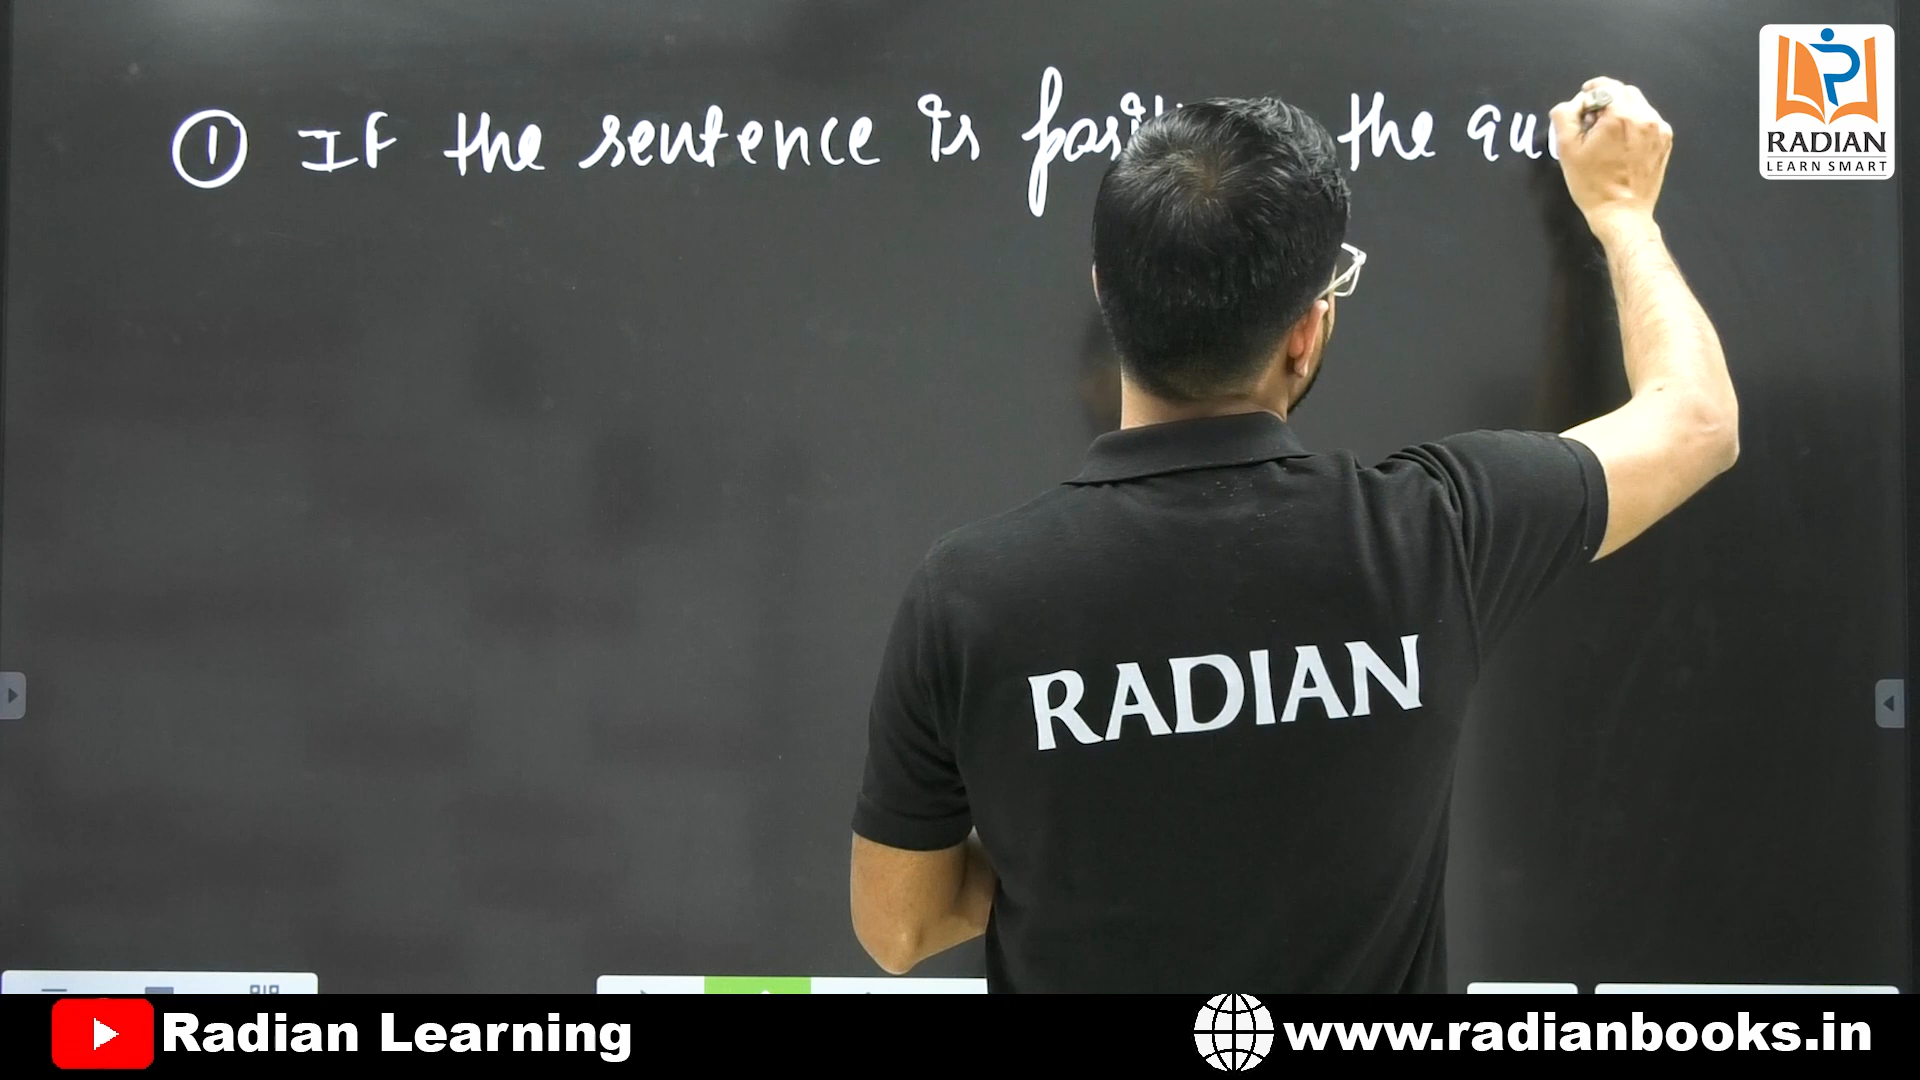 ① If the sentence is the
RADIAN
LEARN SMART
RADIAN
Radian Learning
www.radianbooks.in